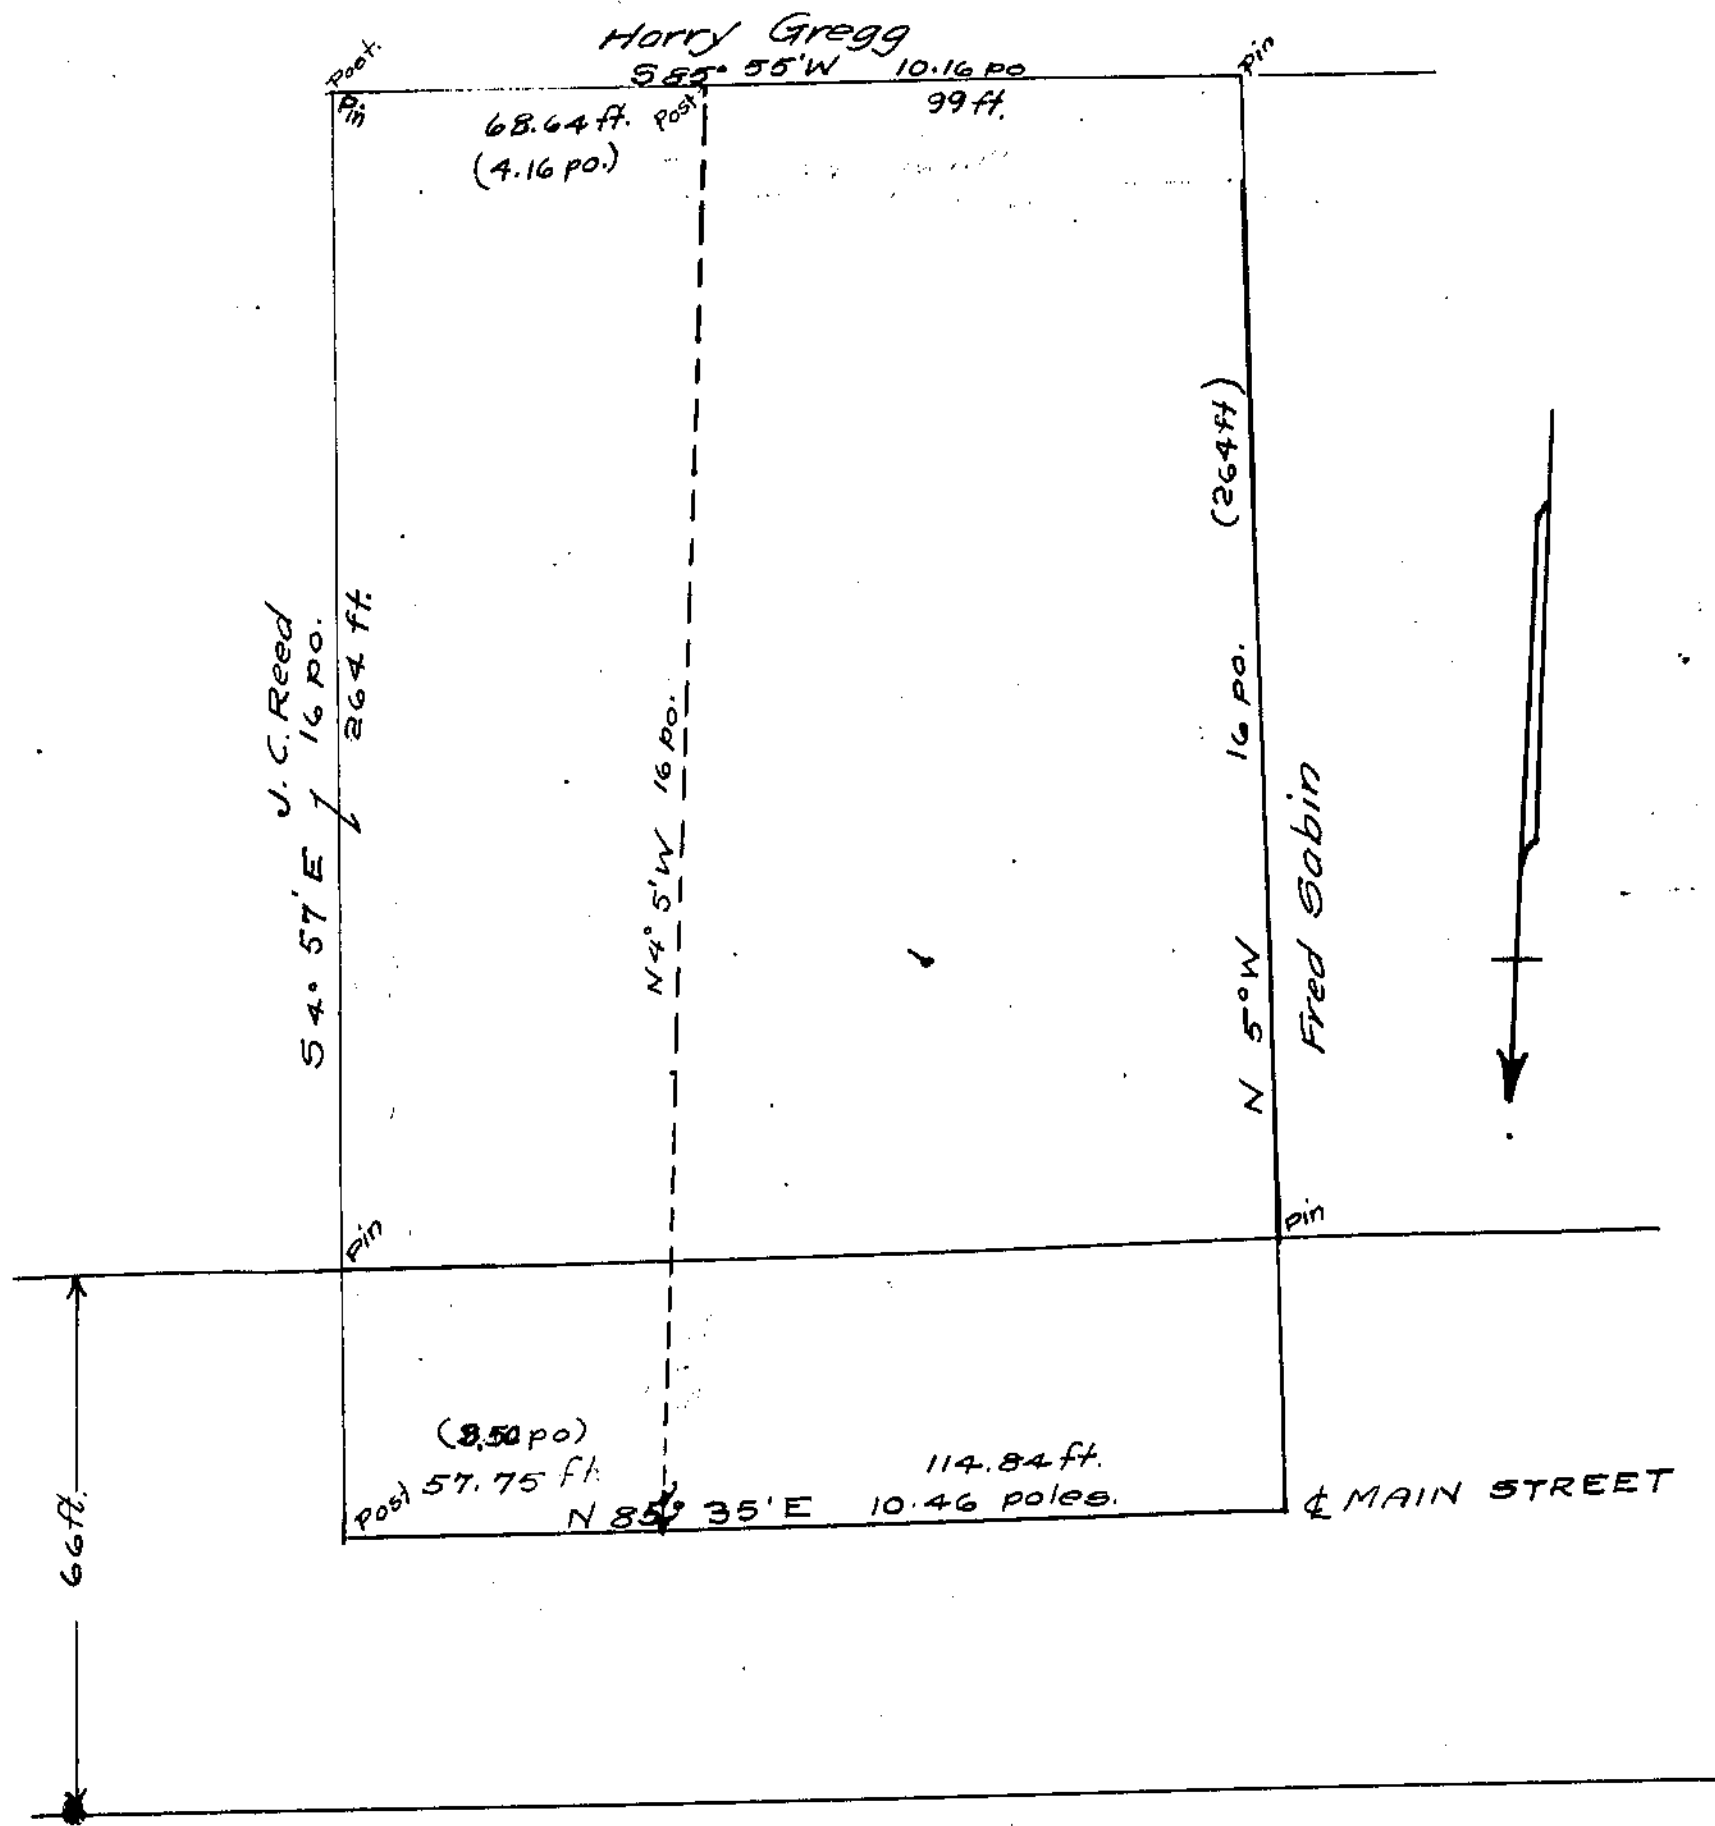 Harry Gregg
S 85° 55' W 10.16 po
Post.
Pin
Pin
68.64 ft.
(4.16 po.)
Post.
99 ft.
J. C. Reed
S 4° 57' E 16 po.
264 ft.
N 4° 5' W 16 po.
(264 ft)
N 5° W 16 po.
Fred Sabin
Pin
Pin
66 ft.
(3.50 po)
Post 57.75 ft.
114.84 ft.
N 85° 35' E 10.46 poles.
℄ MAIN STREET